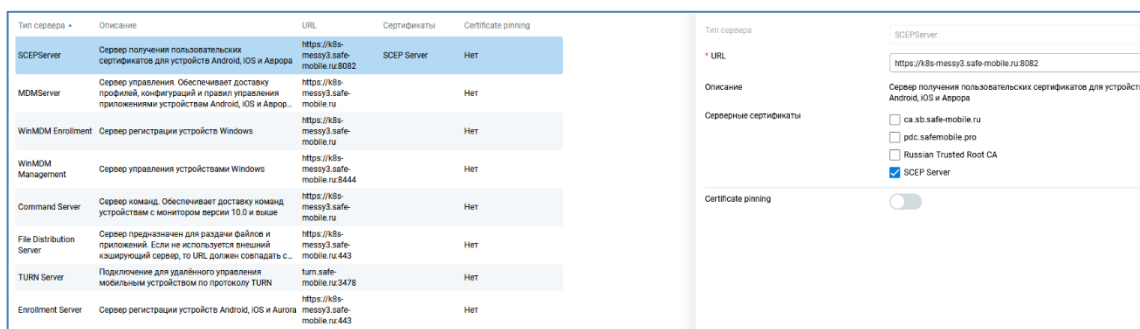 Тип сервера Описание URL Сертификаты Certificate pinning
SCEPServer Сервер получения пользовательских сертификатов для устройств Android, iOS и Аврора https://k8s-messy3.safe-mobile.ru:8082 SCEP Server Нет
MDMServer Сервер управления. Обеспечивает доставку профилей, конфигураций и правил управления приложениями устройствам Android, iOS и Аврор... https://k8s-messy3.safe-mobile.ru Нет
WinMDM Enrollment Сервер регистрации устройств Windows https://k8s-messy3.safe-mobile.ru Нет
WinMDM Management Сервер управления устройствами Windows https://k8s-messy3.safe-mobile.ru:8444 Нет
Command Server Сервер команд. Обеспечивает доставку команд устройствам с монитором версии 10.0 и выше https://k8s-messy3.safe-mobile.ru Нет
File Distribution Server Сервер предназначен для раздачи файлов и приложений. Если не используется внешний кэширующий сервер, то URL должен совпадать с... https://k8s-messy3.safe-mobile.ru:443 Нет
TURN Server Подключение для удалённого управления мобильным устройством по протоколу TURN turn.safe-mobile.ru:3478 Нет
Enrollment Server Сервер регистрации устройств Android, iOS и Aurora https://k8s-messy3.safe-mobile.ru:443 Нет
Тип сервера SCEPServer
* URL https://k8s-messy3.safe-mobile.ru:8082
Описание Сервер получения пользовательских сертификатов для устройств
Android, iOS и Аврора
Серверные сертификаты ca.sb.safe-mobile.ru
pdc.safemobile.pro
Russian Trusted Root CA
SCEP Server
Certificate pinning